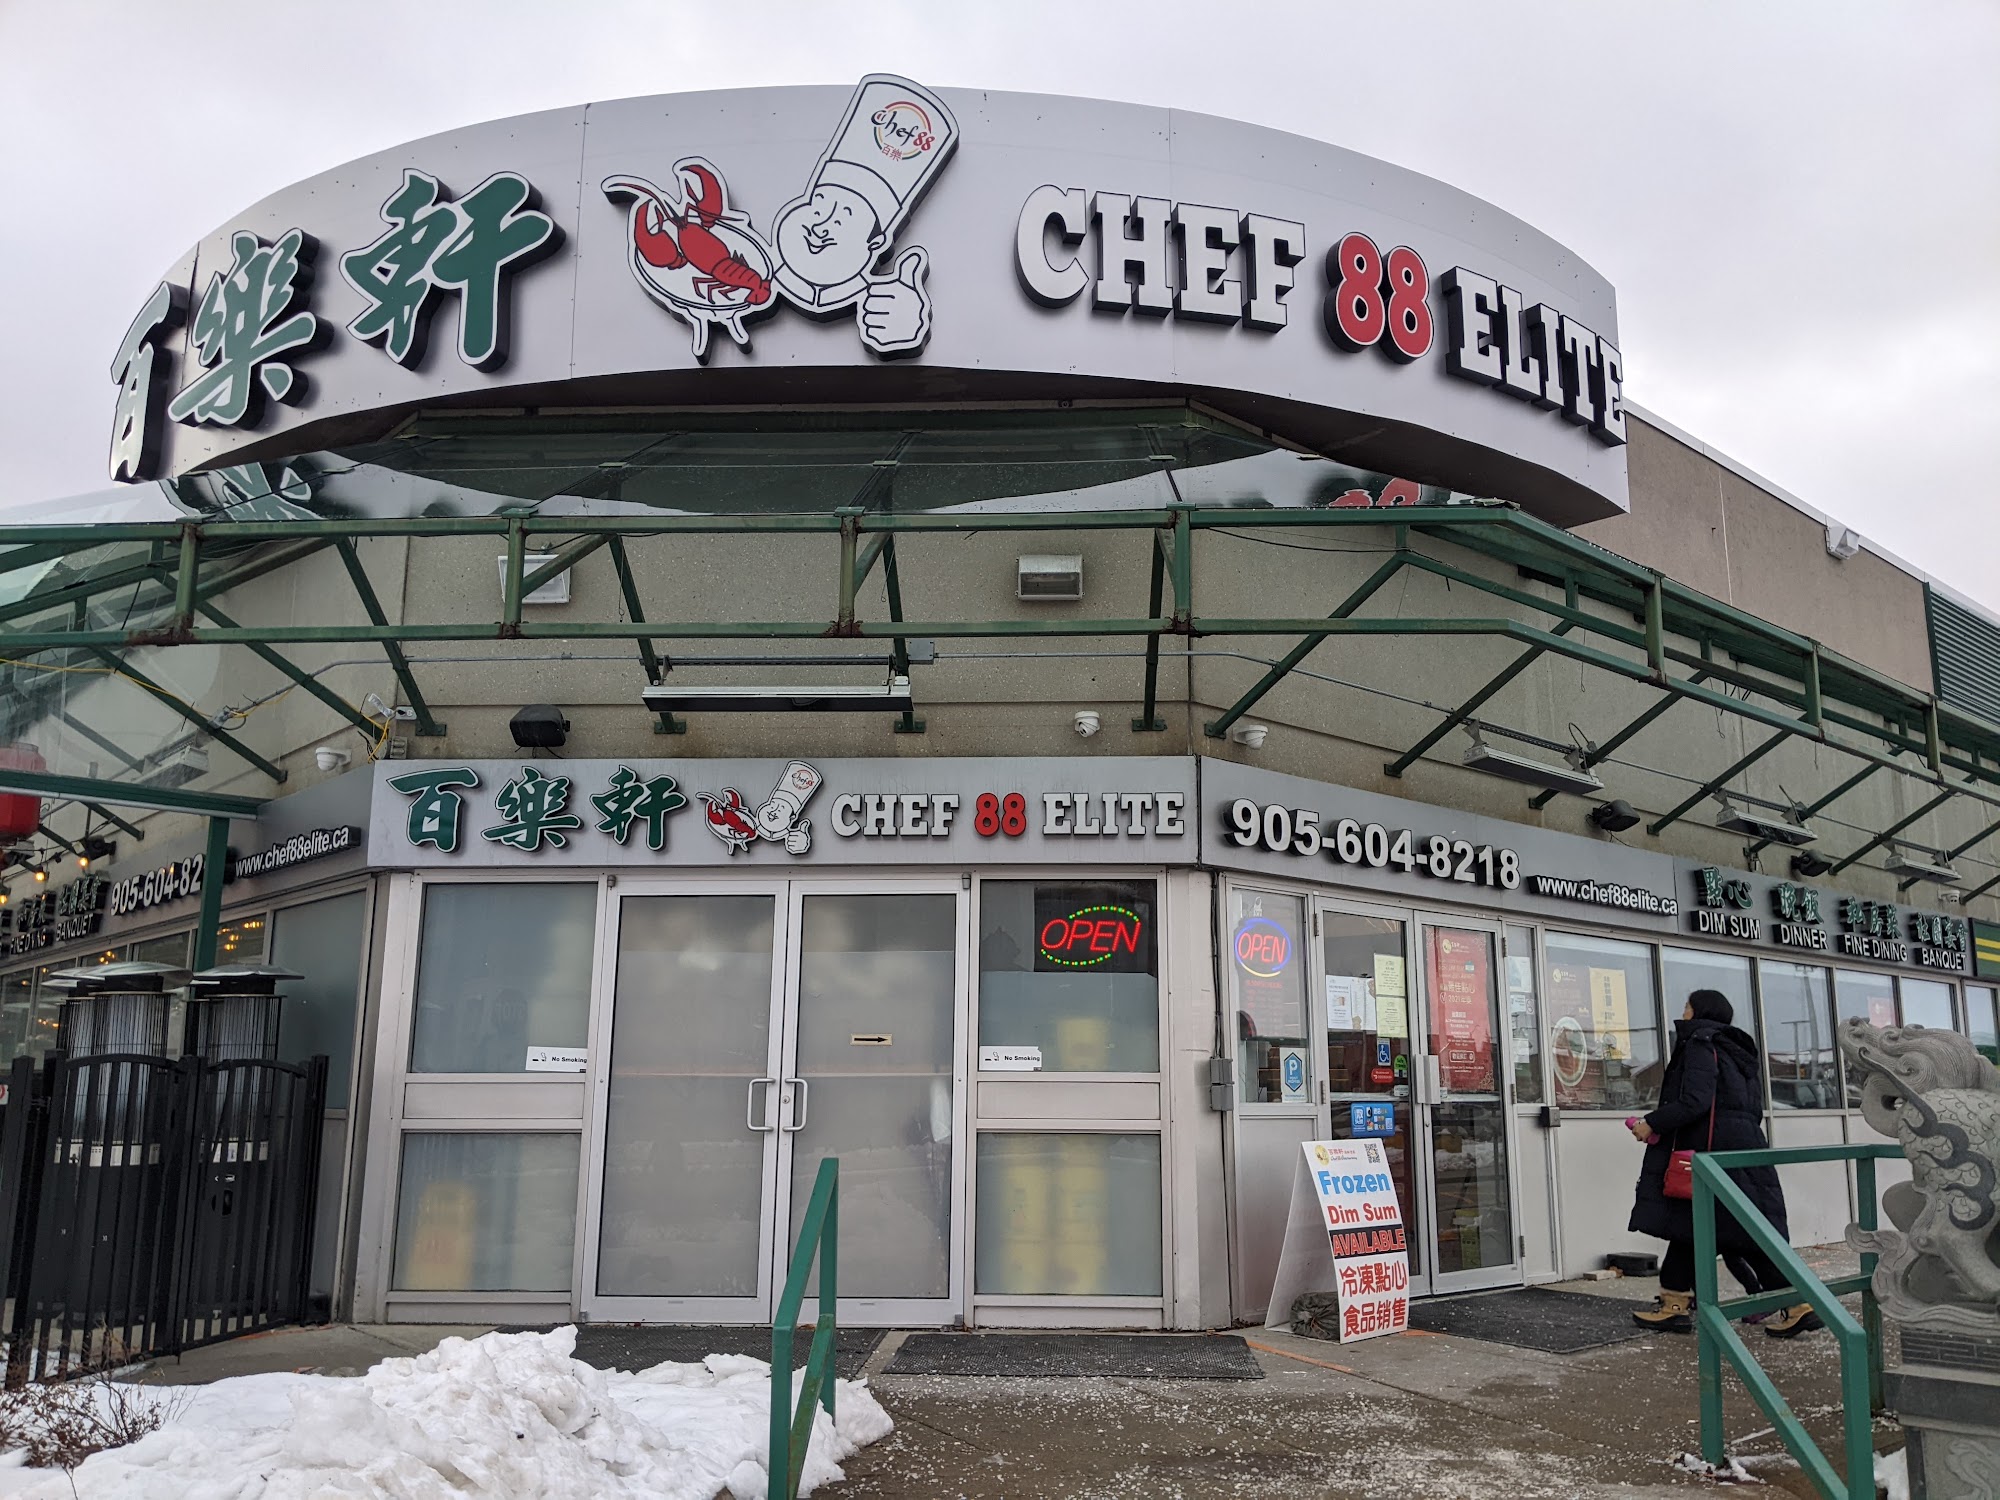 百樂軒
Chef 88
百樂
CHEF 88 ELITE
百樂軒
CHEF 88 ELITE
905-604-8218
www.chef88elite.ca
點心
DIM SUM
晚飯
DINNER
FINE DINING
BANQUET
www.chef88elite.ca
905-604-82
FINE DINING
BANQUET
OPEN
OPEN
No Smoking
No Smoking
P
Frozen
Dim Sum
AVAILABLE
冷凍點心
食品销售